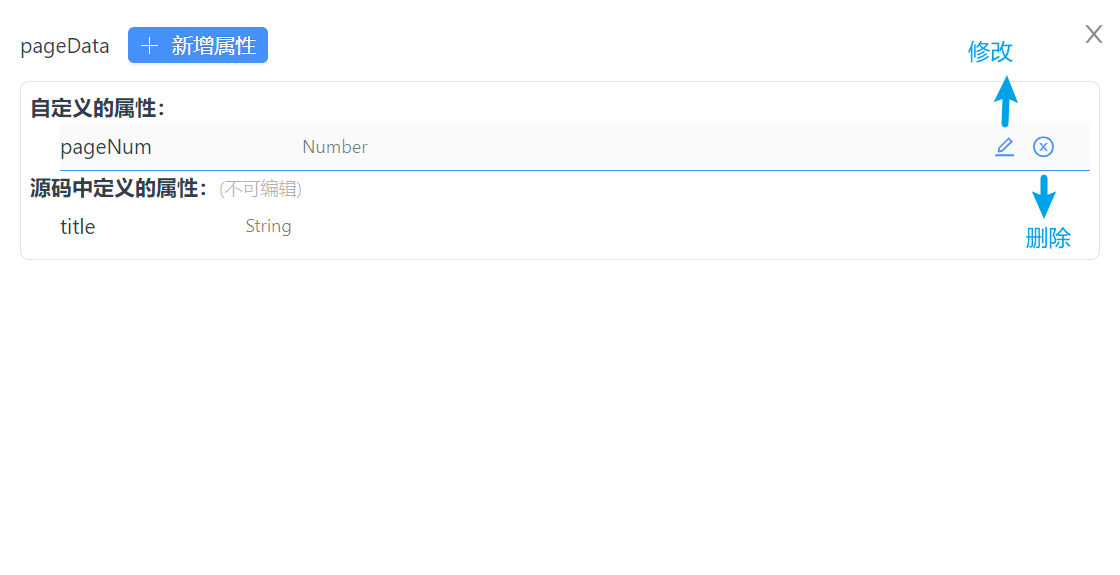 pageData
新增属性
X
修改
自定义的属性：
pageNum
Number
源码中定义的属性：(不可编辑)
title
String
删除